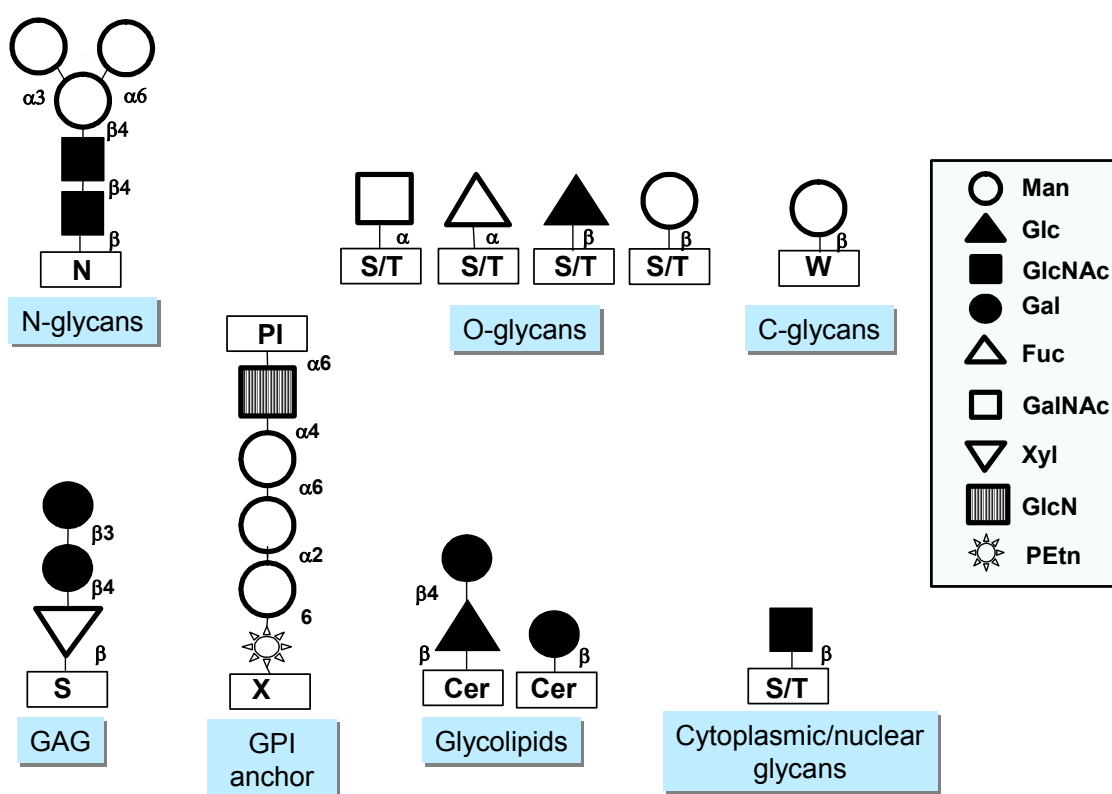 α3
α6
β4
β4
β
N
N-glycans
α
α
β
β
S/T
S/T
S/T
S/T
O-glycans
β
W
C-glycans
Man
Glc
GlcNAc
Gal
Fuc
GalNAc
Xyl
GlcN
PEtn
β3
β4
β
S
GAG
PI
α6
α4
α6
α2
6
X
GPI
anchor
β4
β
β
Cer
Cer
Glycolipids
β
S/T
Cytoplasmic/nuclear
glycans